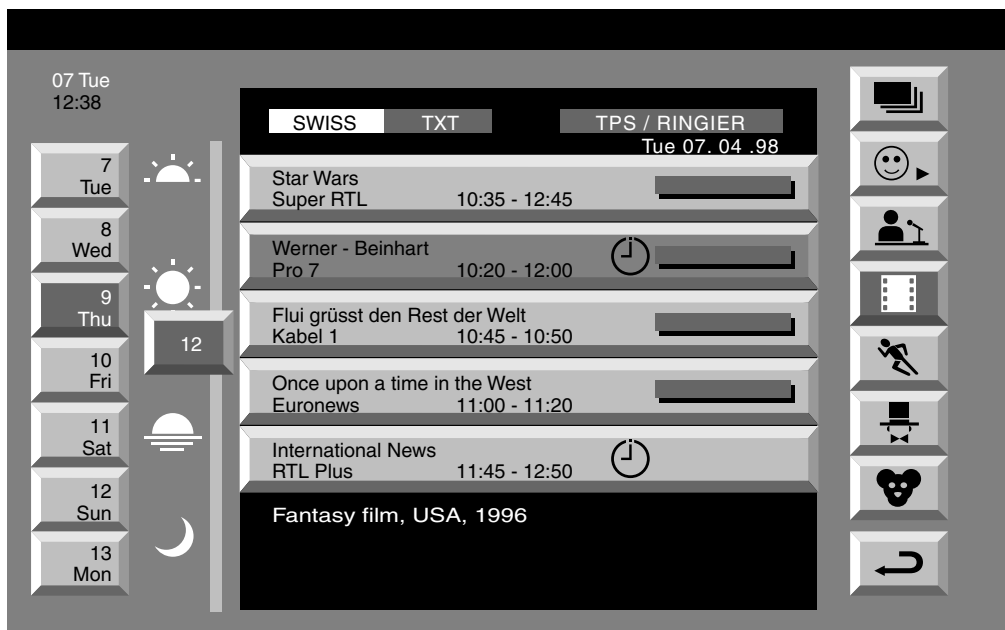 07 Tue
12:38
SWISS TXT TPS / RINGIER
Tue 07. 04 .98
7
Tue
8
Wed
9
Thu
10
Fri
11
Sat
12
Sun
13
Mon
12
Star Wars
Super RTL 10:35 - 12:45
Werner - Beinhart
Pro 7 10:20 - 12:00
Flui grüsst den Rest der Welt
Kabel 1 10:45 - 10:50
Once upon a time in the West
Euronews 11:00 - 11:20
International News
RTL Plus 11:45 - 12:50
Fantasy film, USA, 1996